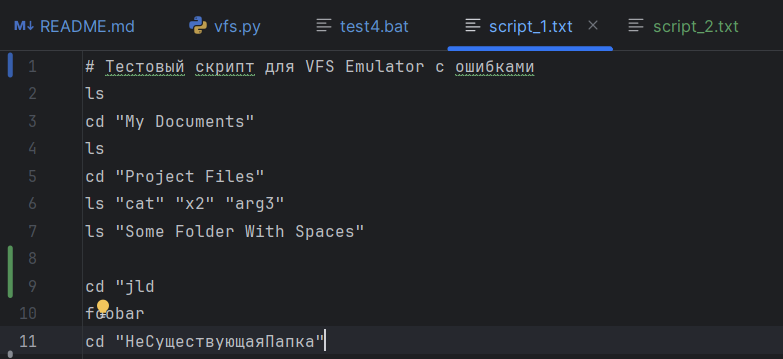 README.md vfs.py test4.bat script_1.txt script_2.txt
1 # Тестовый скрипт для VFS Emulator с ошибками
2 ls
3 cd "My Documents"
4 ls
5 cd "Project Files"
6 ls "cat" "x2" "arg3"
7 ls "Some Folder With Spaces"
8
9 cd "jld
10 foobar
11 cd "НеСуществующаяПапка"